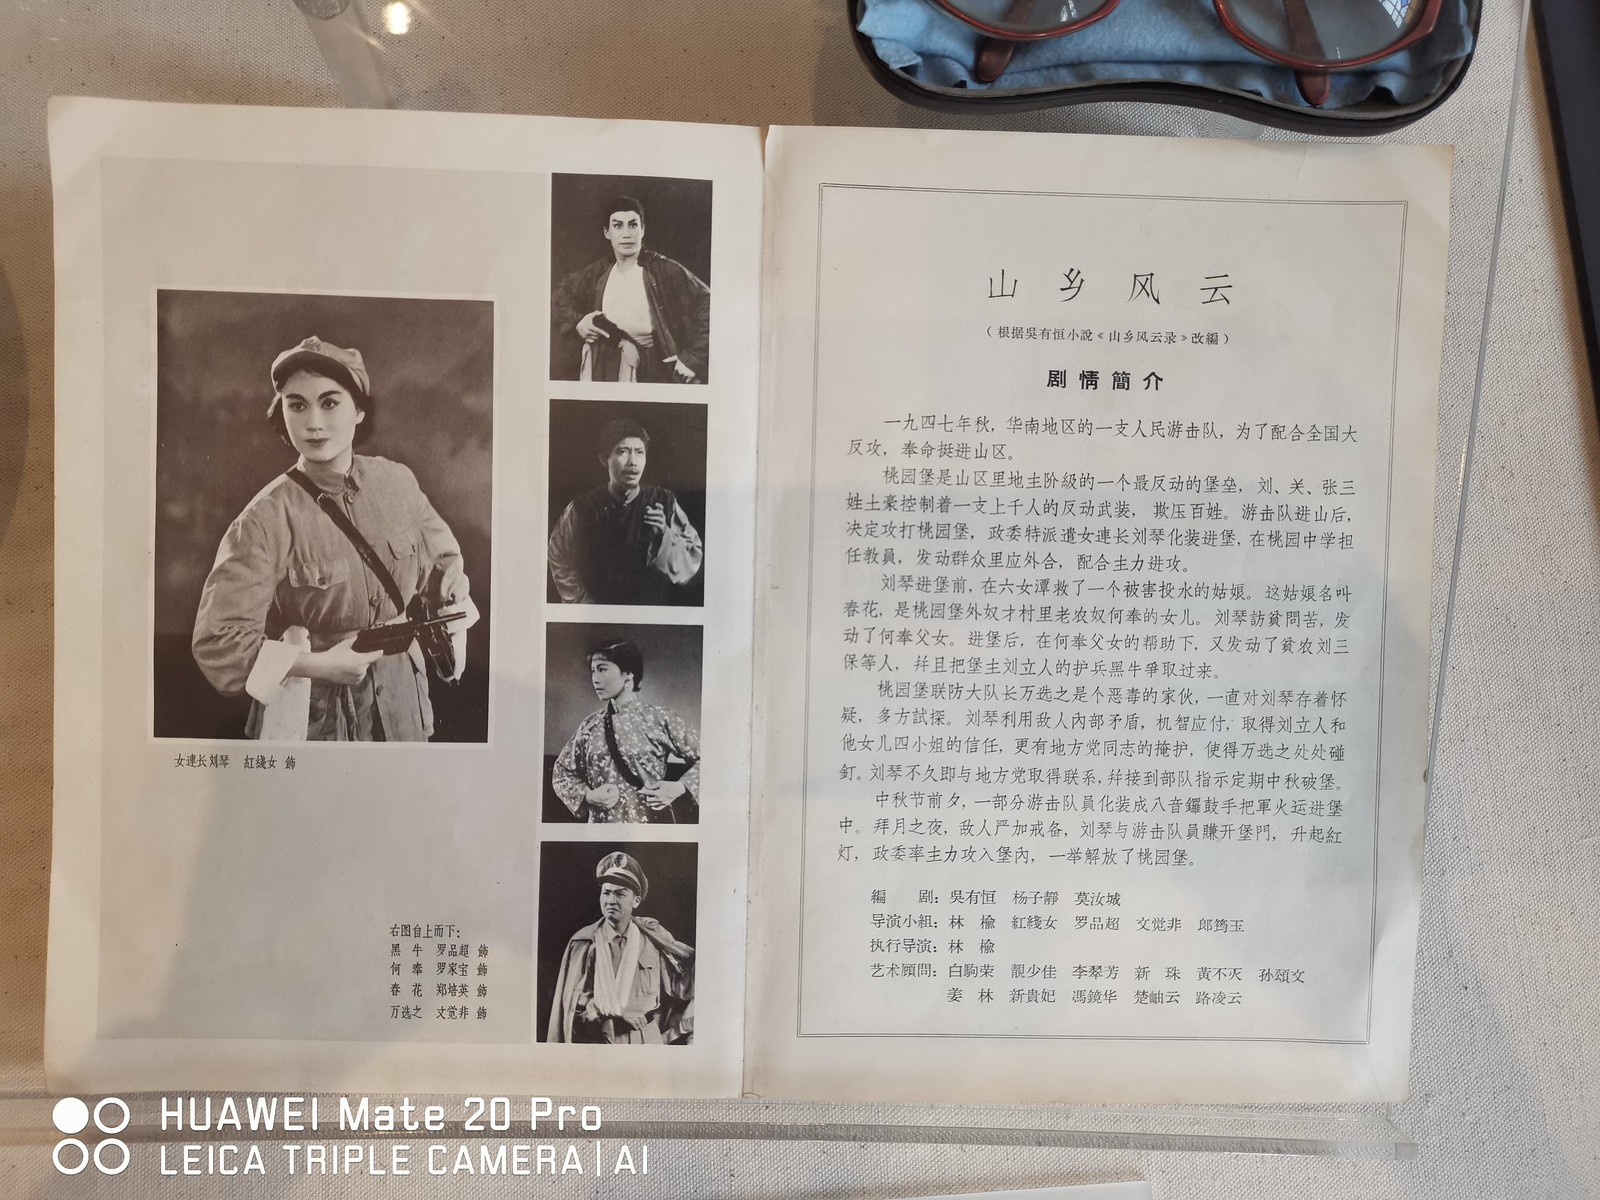 女連长刘琴 紅綫女 飾
右图自上而下:
黑 牛 罗品超 飾
何 奉 罗家宝 飾
春 花 郑培英 飾
万选之 文觉非 飾
山乡风云
（根据吳有恒小說《山乡风云录》改編）
剧情簡介
一九四七年秋，华南地区的一支人民游击队，为了配合全国大
反攻，奉命挺进山区。
桃园堡是山区里地主阶級的一个最反动的堡垒，刘、关、张三
姓土豪控制着一支上千人的反动武装，欺压百姓。游击队进山后，
决定攻打桃园堡，政委特派遣女連长刘琴化装进堡，在桃园中学担
任教員，发动群众里应外合，配合主力进攻。
刘琴进堡前，在六女潭救了一个被害投水的姑娘。这姑娘名叫
春花，是桃园堡外奴才村里老农奴何奉的女儿。刘琴訪貧問苦，发
动了何奉父女。进堡后，在何奉父女的帮助下，又发动了貧农刘三
保等人，幷且把堡主刘立人的护兵黑牛爭取过来。
桃园堡联防大队长万选之是个恶毒的家伙，一直对刘琴存着怀
疑，多方試探。刘琴利用敌人內部矛盾，机智应付，取得刘立人和
他女儿四小姐的信任，更有地方党同志的掩护，使得万选之处处碰
釘。刘琴不久即与地方党取得联系，幷接到部队指示定期中秋破堡。
中秋节前夕，一部分游击队員化装成八音鑼鼓手把軍火运进堡
中。拜月之夜，敌人严加戒备，刘琴与游击队員賺开堡門，升起紅
灯，政委率主力攻入堡內，一举解放了桃园堡。
編 剧：吳有恒 杨子靜 莫汝城
导演小組：林 榆 紅綫女 罗品超 文觉非 郎筠玉
执行导演：林 榆
艺术顧問：白駒荣 靚少佳 李翠芳 新 珠 黃不灭 孙頌文
姜 林 新貴妃 馮鏡华 楚岫云 路凌云
HUAWEI Mate 20 Pro
LEICA TRIPLE CAMERA | AI